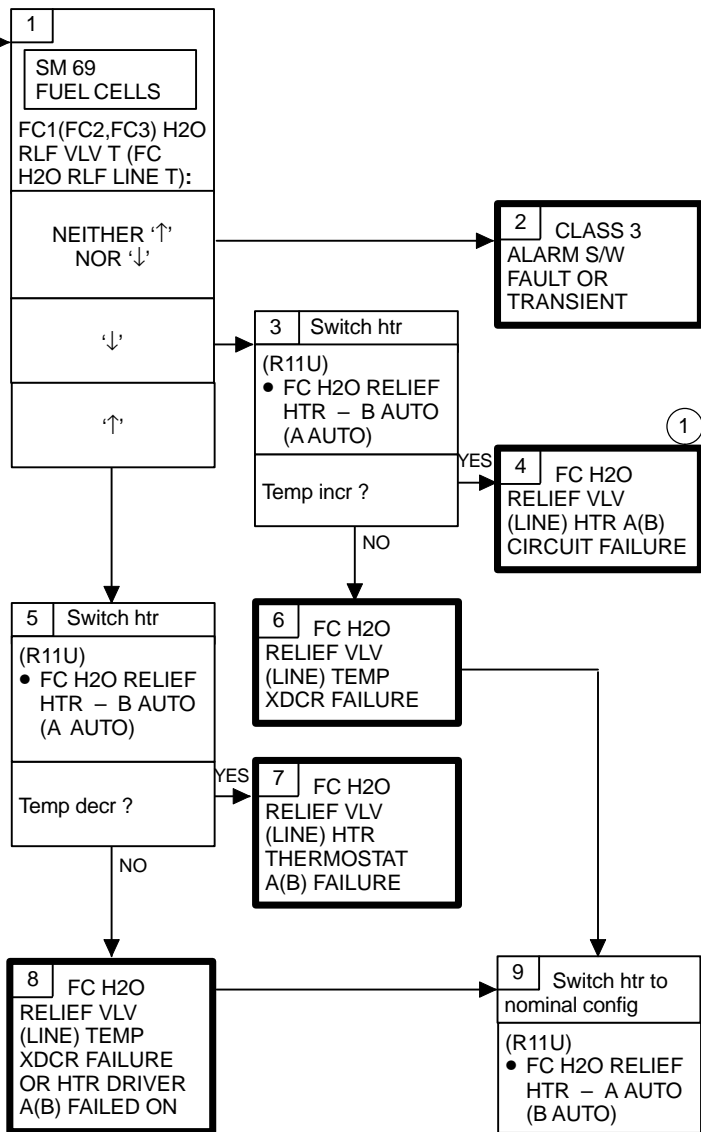 1
SM 69
FUEL CELLS
FC1(FC2,FC3) H2O
RLF VLV T (FC
H2O RLF LINE T):
NEITHER ‘↑’
NOR ‘↓’
‘↓’
‘↑’
2 CLASS 3
ALARM S/W
FAULT OR
TRANSIENT
3 Switch htr
(R11U)
• FC H2O RELIEF
HTR – B AUTO
(A AUTO)
Temp incr ?
YES
NO
1
4 FC H2O
RELIEF VLV
(LINE) HTR A(B)
CIRCUIT FAILURE
5 Switch htr
(R11U)
• FC H2O RELIEF
HTR – B AUTO
(A AUTO)
Temp decr ?
YES
NO
6 FC H2O
RELIEF VLV
(LINE) TEMP
XDCR FAILURE
7 FC H2O
RELIEF VLV
(LINE) HTR
THERMOSTAT
A(B) FAILURE
8 FC H2O
RELIEF VLV
(LINE) TEMP
XDCR FAILURE
OR HTR DRIVER
A(B) FAILED ON
9 Switch htr to
nominal config
(R11U)
• FC H2O RELIEF
HTR – A AUTO
(B AUTO)